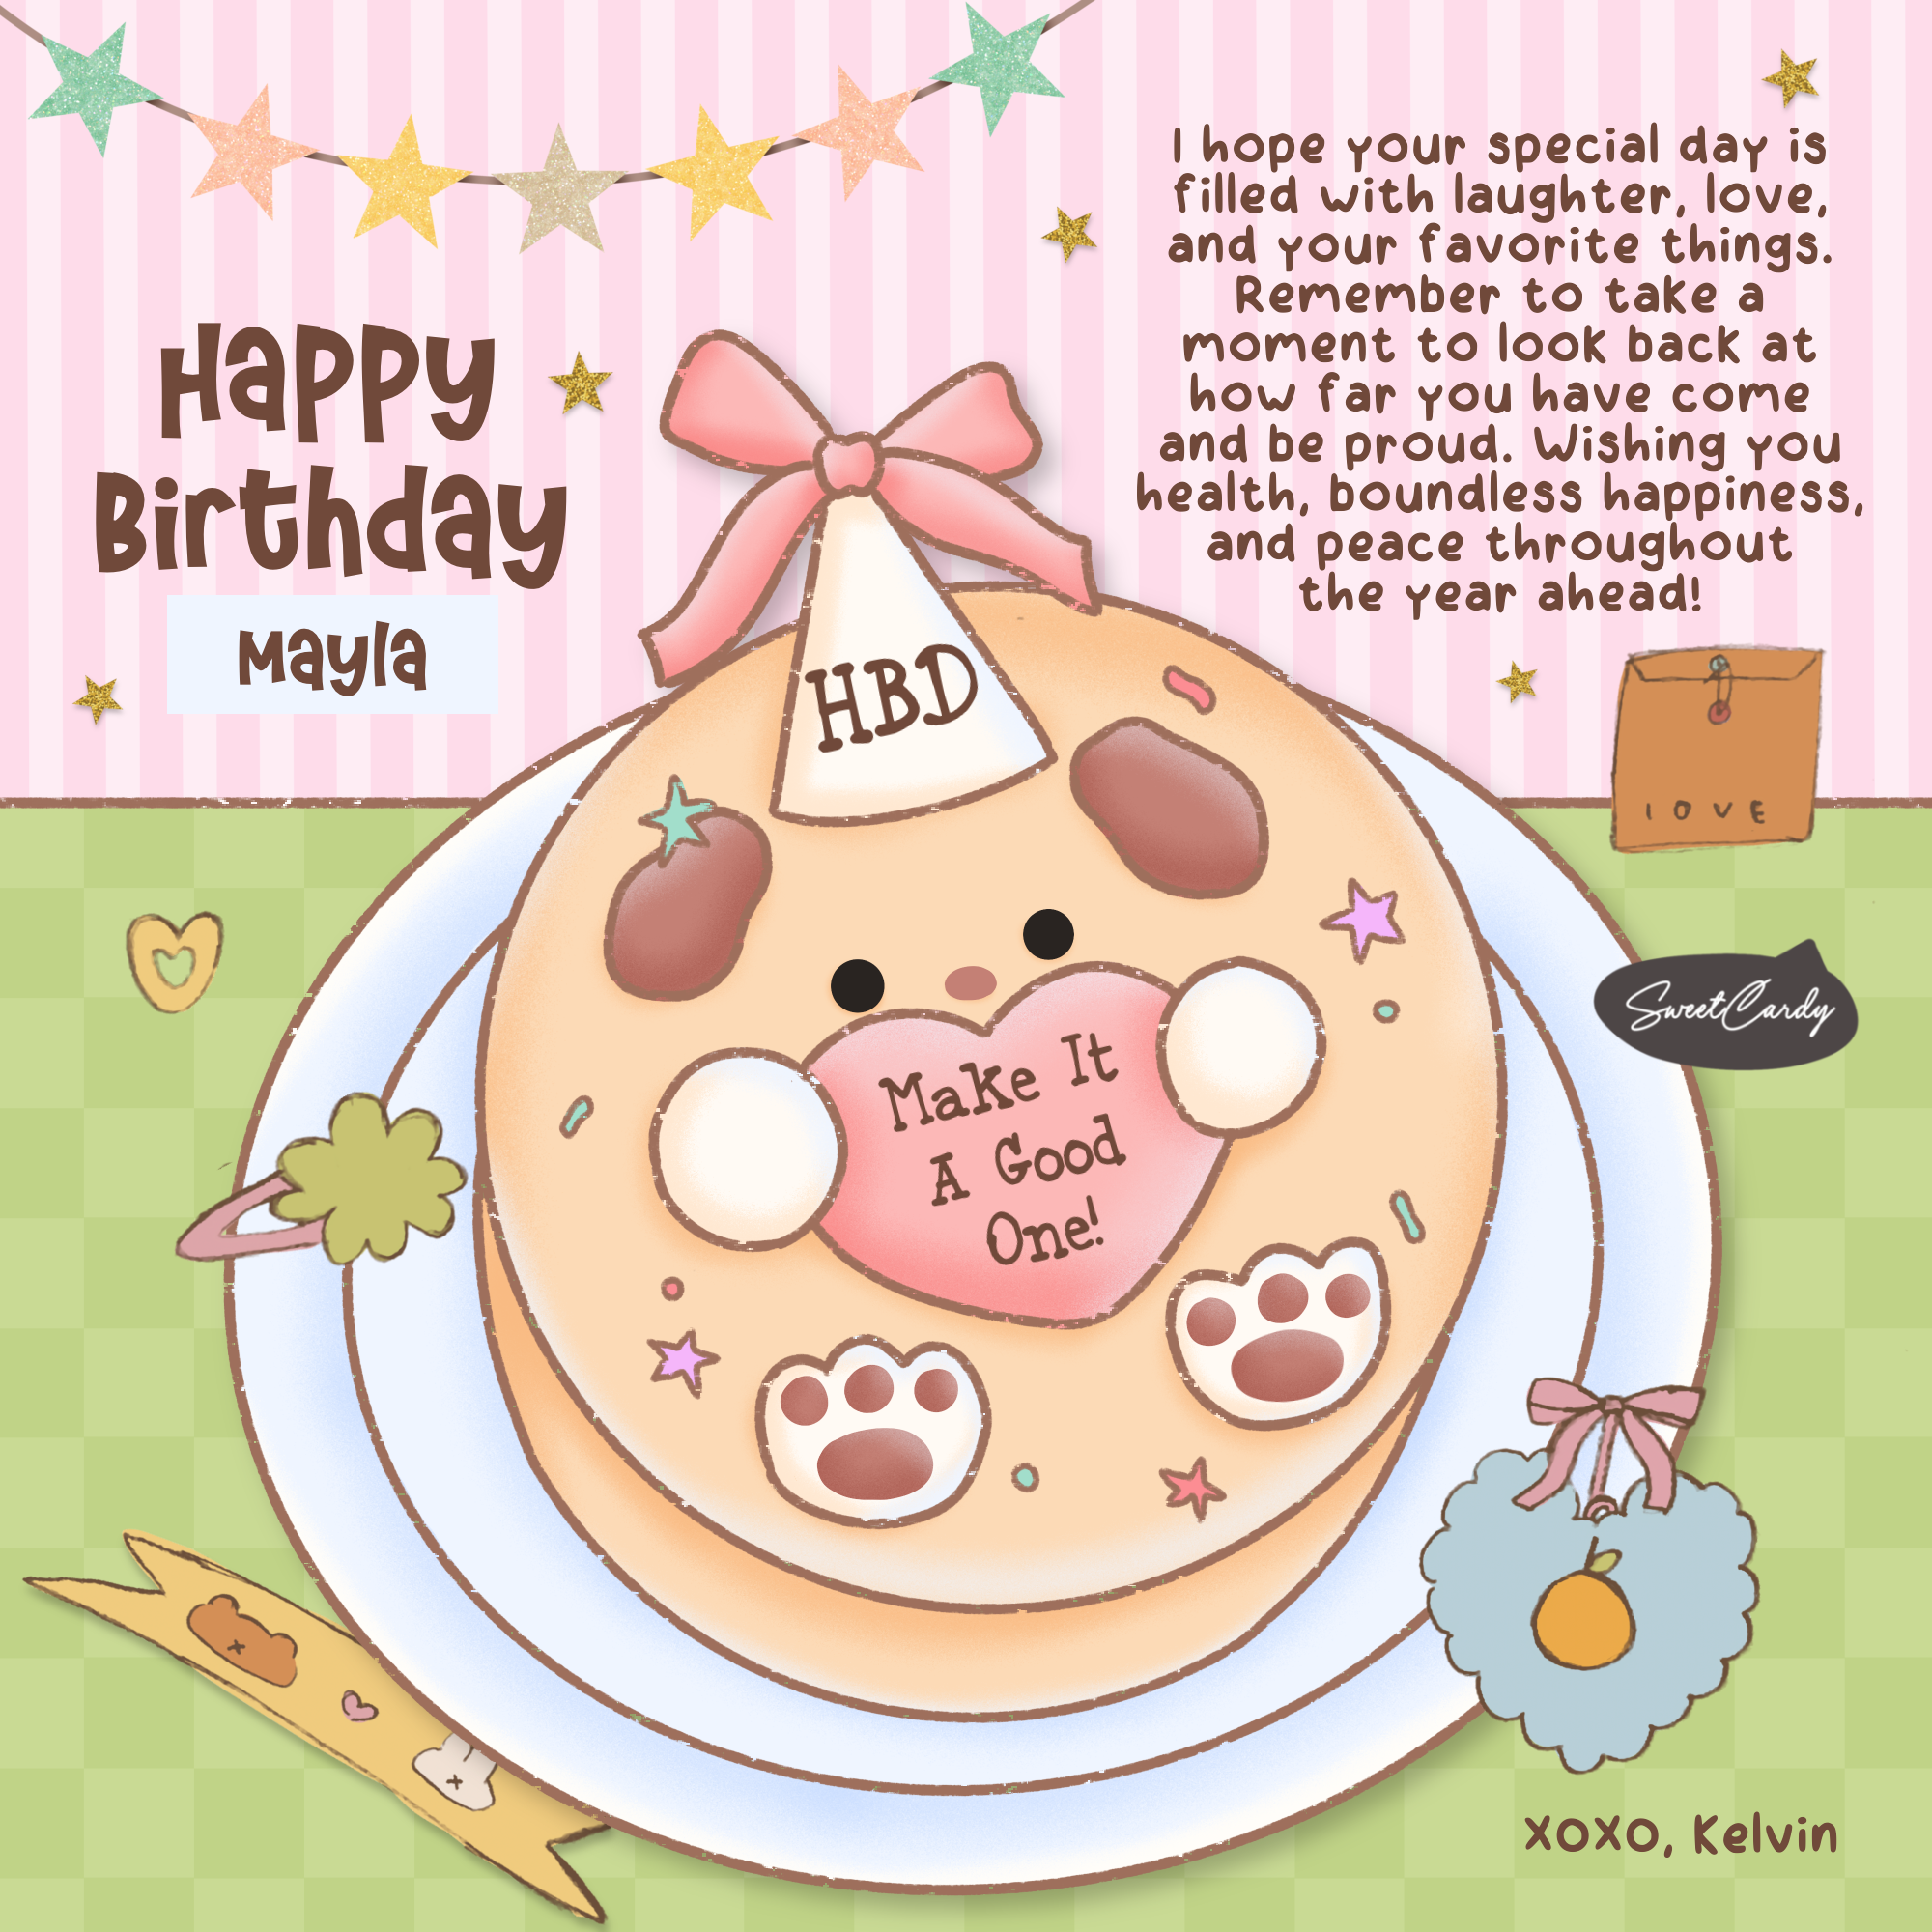 Happy
Birthday
Mayla
I hope your special day is
filled with laughter, love,
and your favorite things.
Remember to take a
moment to look back at
how far you have come
and be proud. Wishing you
health, boundless happiness,
and peace throughout
the year ahead!
HBD
LOVE
SweetCardy
Make It
A Good
One!
XOXO, Kelvin